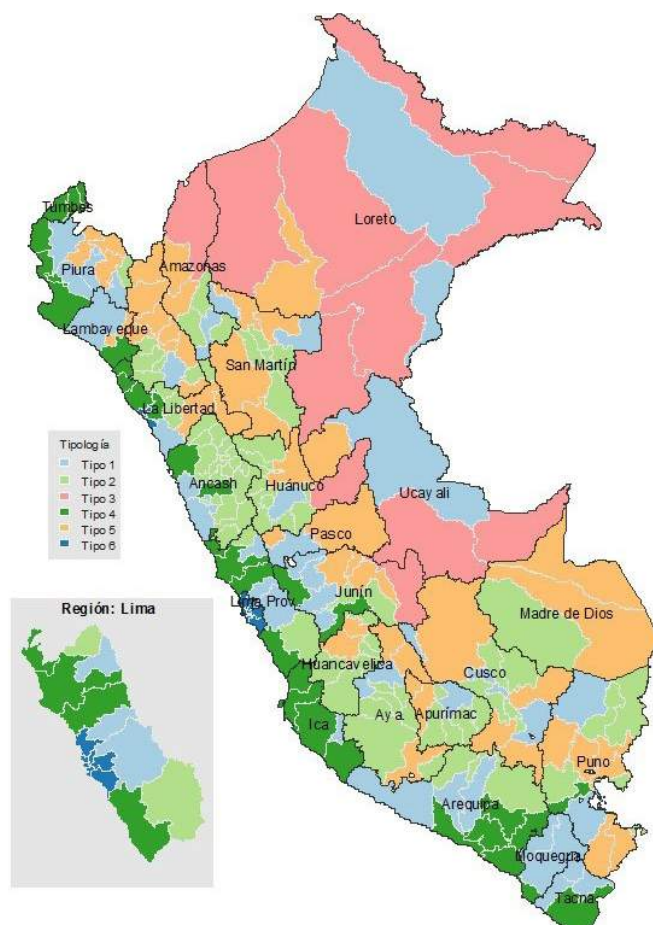 Tumbes
Loreto
Piura
Amazonas
Lambayeque
San Martín
La Libertad
Tipología
Tipo 1
Tipo 2
Tipo 3
Tipo 4
Tipo 5
Tipo 6
Ancash
Huánuco
Ucayali
Pasco
Región: Lima
Lima Prov.
Junín
Madre de Dios
Huancavelica
Cusco
Ica
Aya.
Apurímac
Puno
Arequipa
Moquegua
Tacna